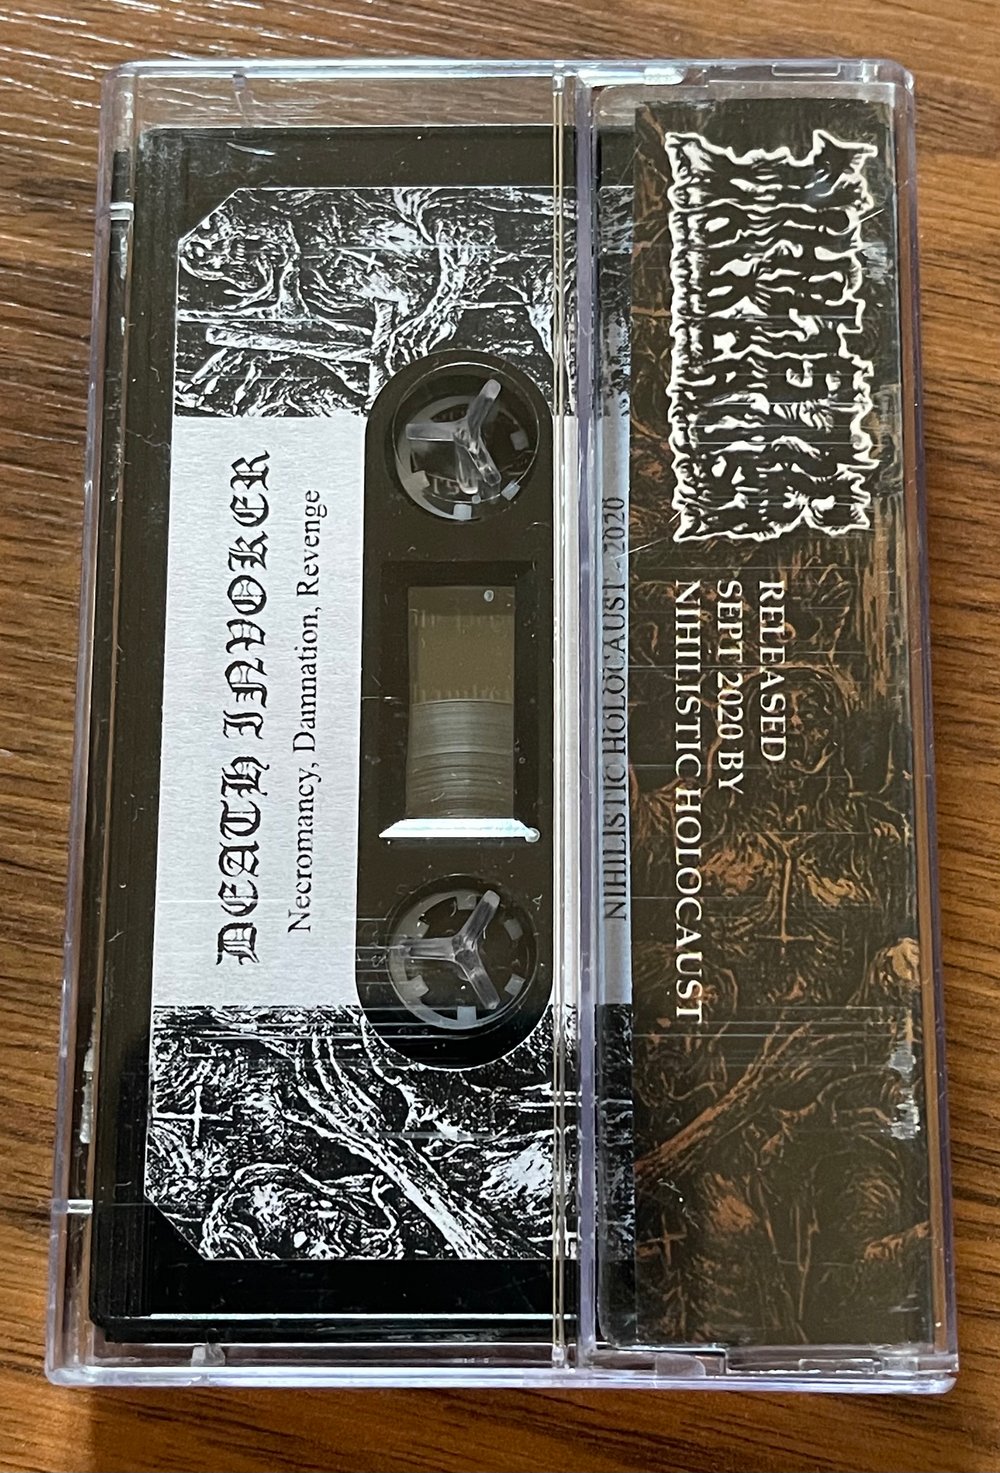 DEATH INVOKER
Necromancy, Damnation, Revenge
NIHILISTIC HOLOCAUST - 2020
RELEASED
SEPT 2020 BY
NIHILISTIC HOLOCAUST